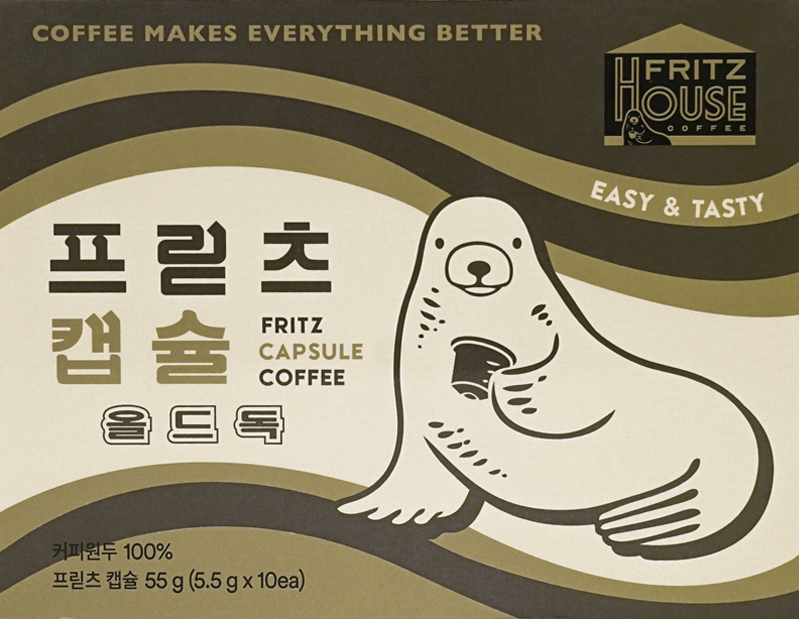 COFFEE MAKES EVERYTHING BETTER
FRITZ
HOUSE
COFFEE
EASY & TASTY
프릳츠
캡슐
FRITZ
CAPSULE
COFFEE
올드독
커피원두 100%
프릳츠 캡슐 55 g (5.5 g x 10ea)